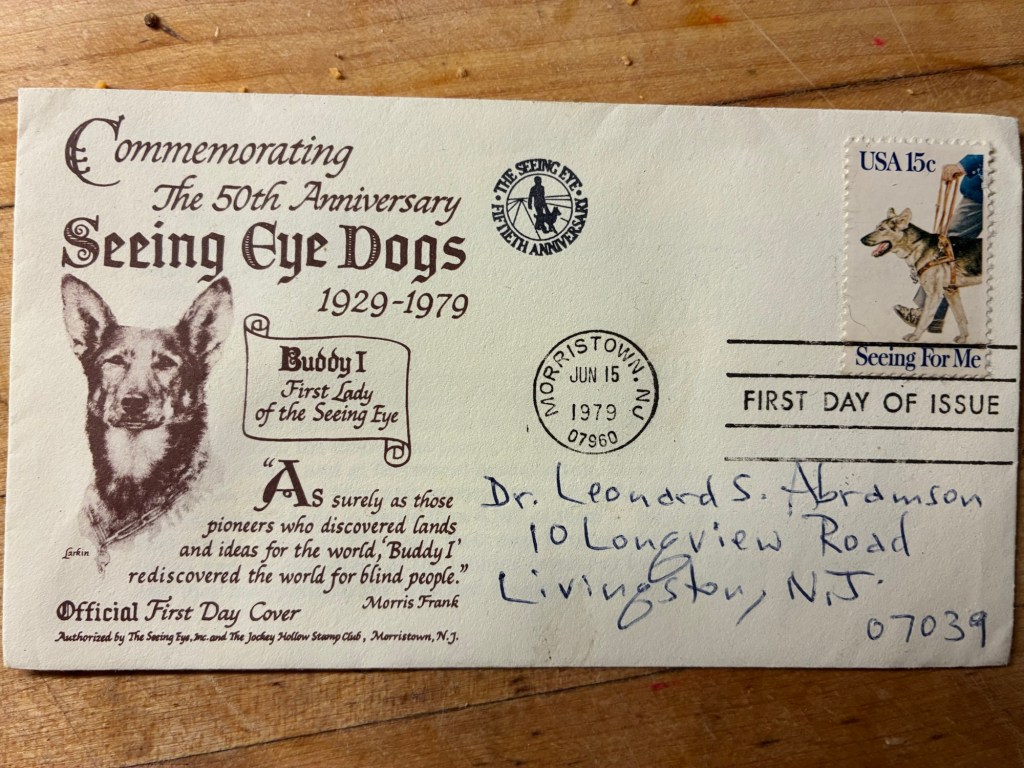 Commemorating
The 50th Anniversary
Seeing Eye Dogs
1929-1979
Buddy I
First Lady
of the Seeing Eye
"As surely as those
pioneers who discovered lands
and ideas for the world, 'Buddy I'
rediscovered the world for blind people."
Morris Frank
Larkin
Official First Day Cover
Authorized by The Seeing Eye, Inc. and The Jockey Hollow Stamp Club, Morristown, N.J.
• THE SEEING EYE •
FIFTIETH ANNIVERSARY
USA 15c
Seeing For Me
MORRISTOWN, NJ
JUN 15
1979
07960
FIRST DAY OF ISSUE
Dr. Leonard S. Abramson
10 Longview Road
Livingston, N.J.
07039